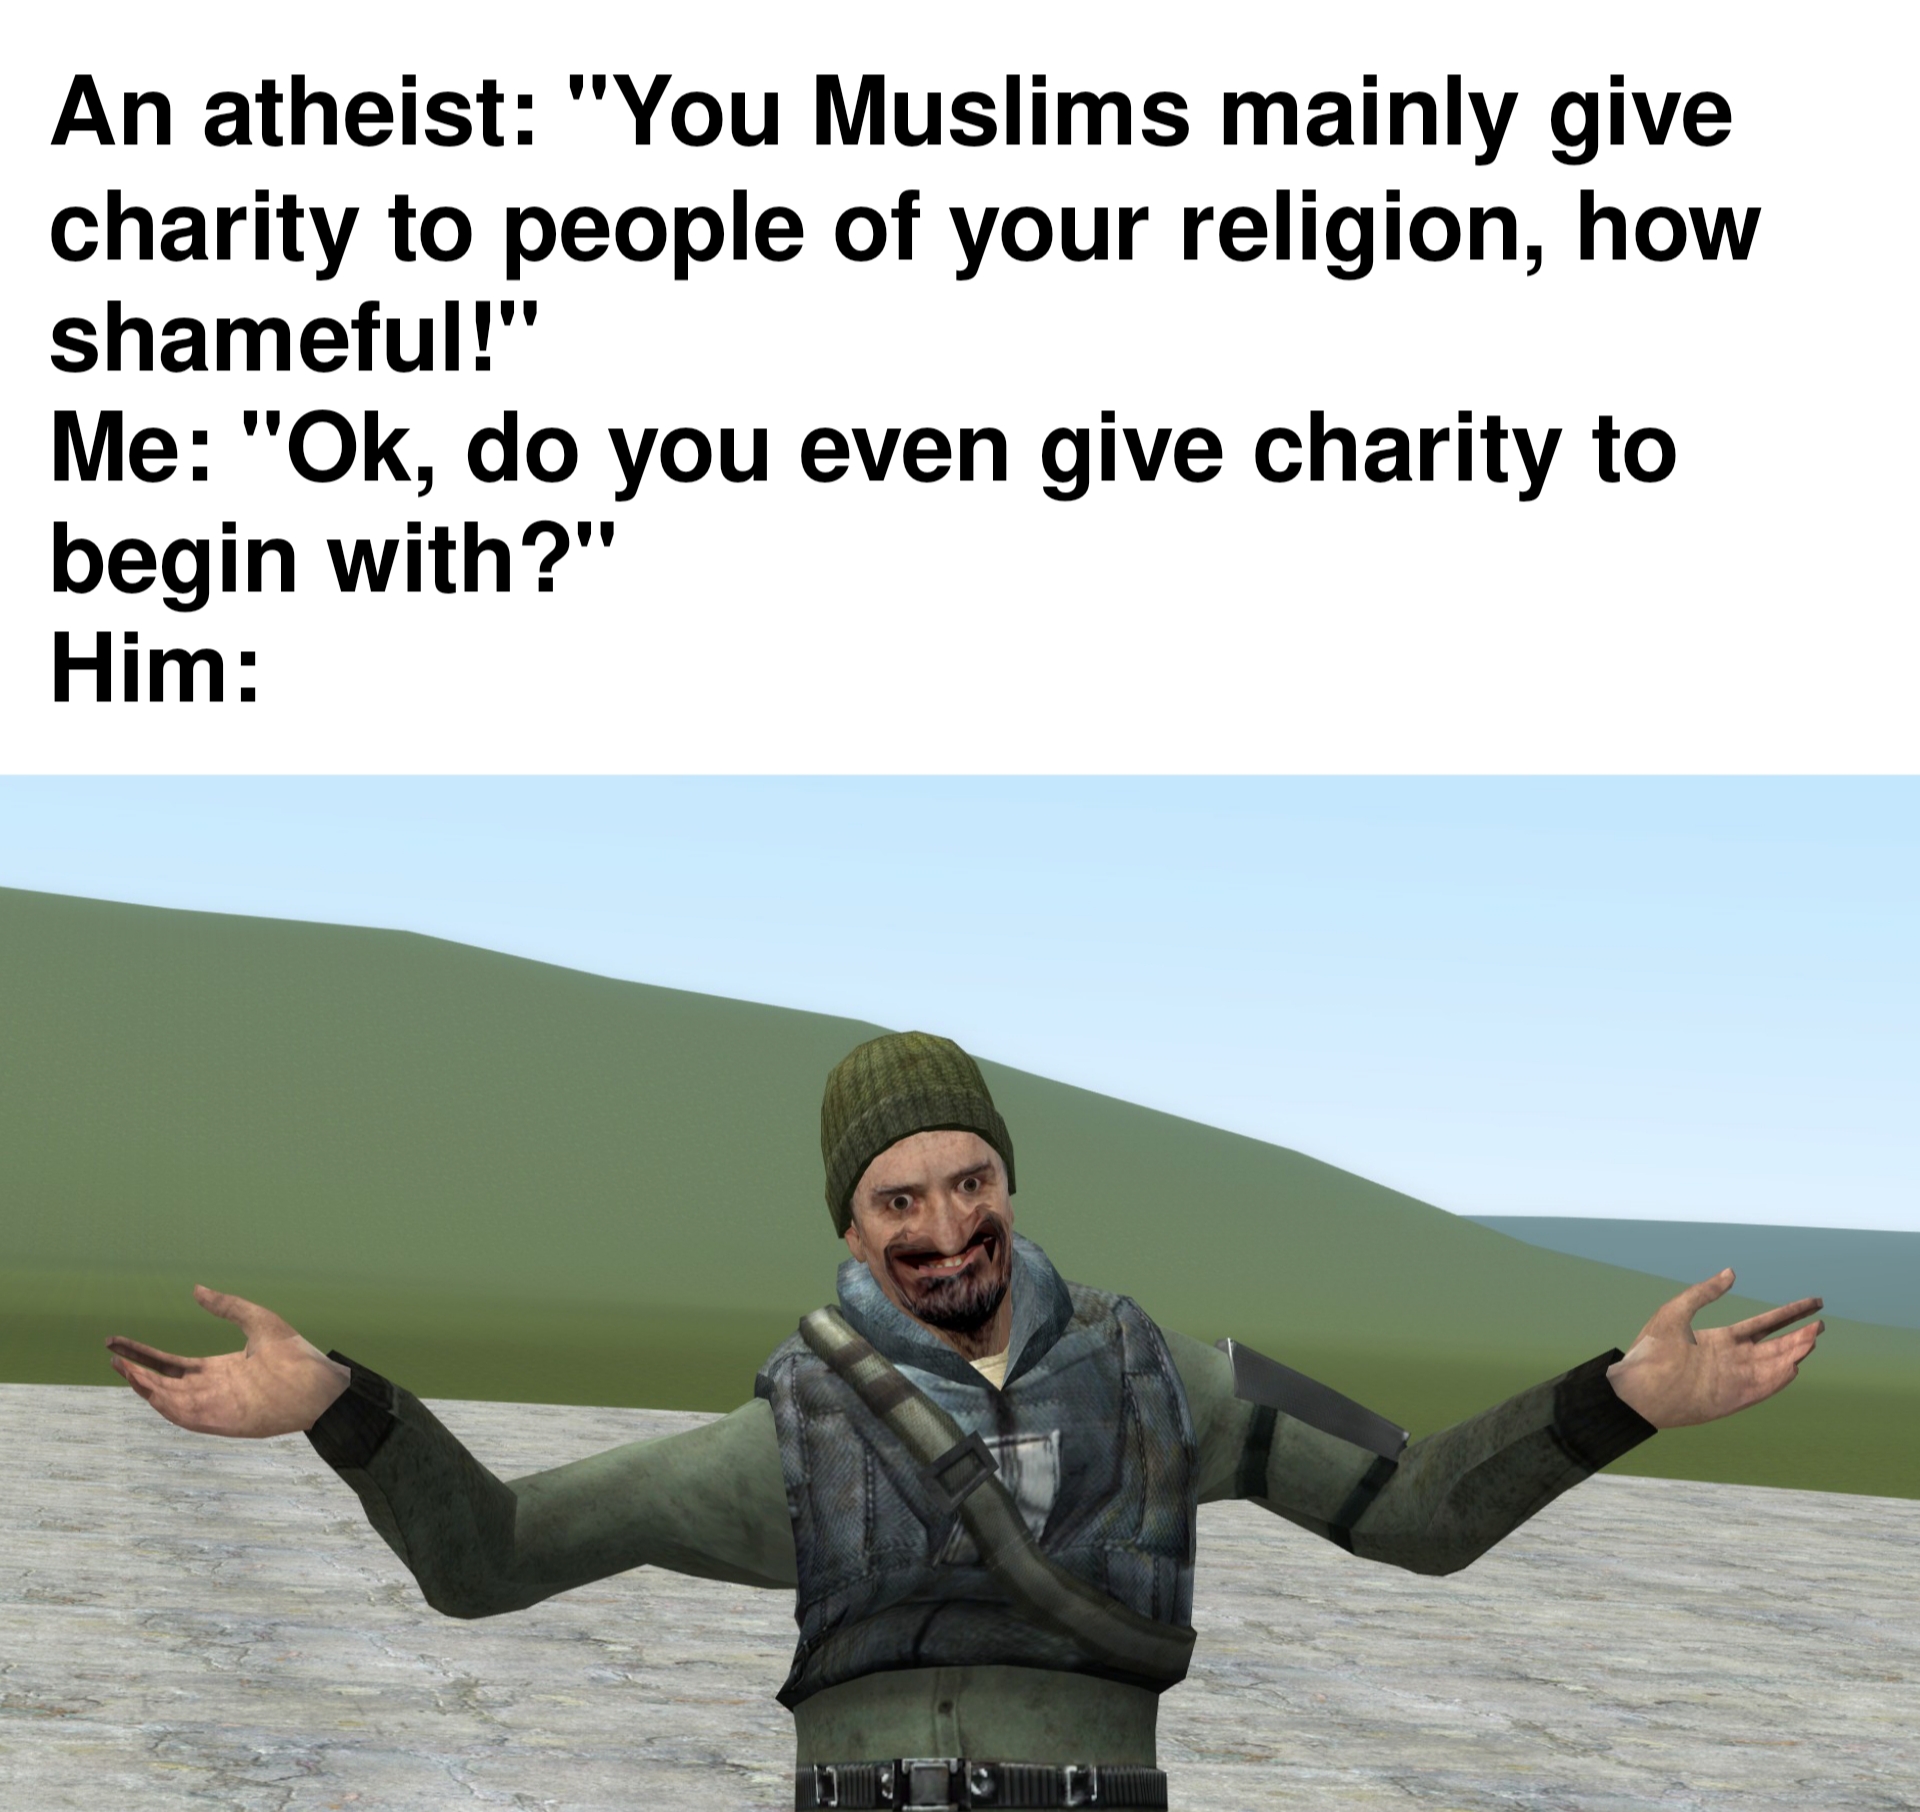 An atheist: "You Muslims mainly give
charity to people of your religion, how
shameful!"
Me: "Ok, do you even give charity to
begin with?"
Him: